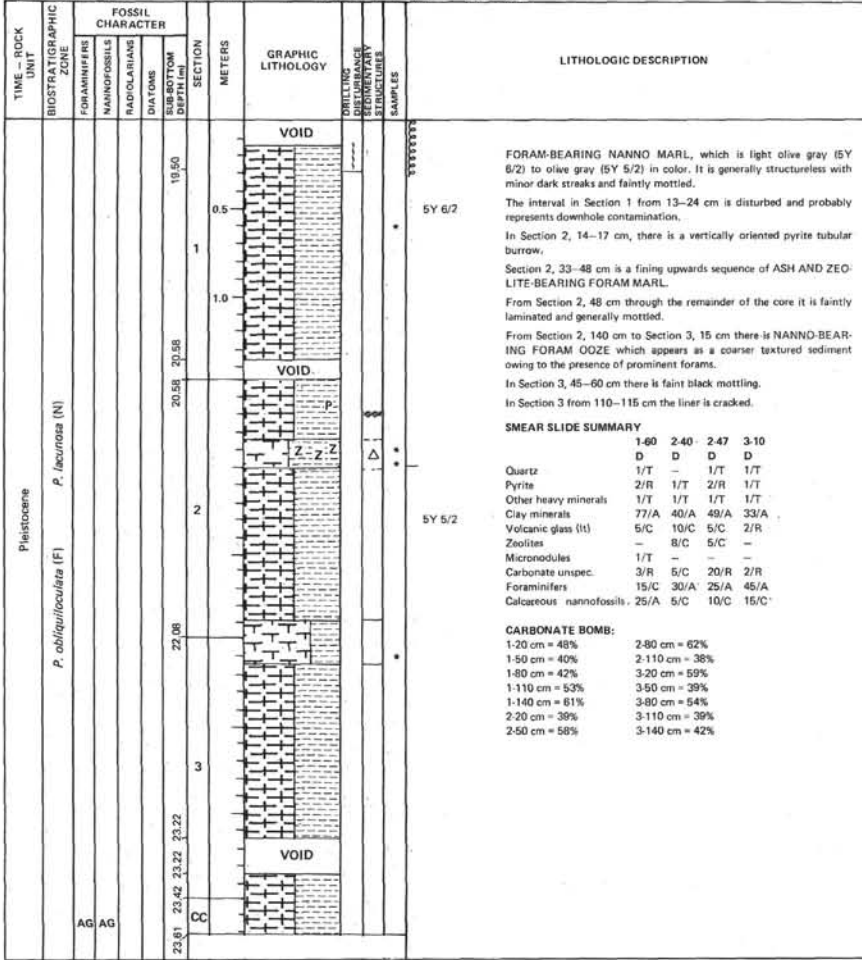 TIME – ROCK UNIT
BIOSTRATIGRAPHIC ZONE
FOSSIL CHARACTER
FORAMINIFERS
NANNOFOSSILS
RADIOLARIANS
DIATOMS
SUB-BOTTOM DEPTH (m)
SECTION
METERS
GRAPHIC LITHOLOGY
DRILLING DISTURBANCE
SEDIMENTARY STRUCTURES
SAMPLES
LITHOLOGIC DESCRIPTION
Pleistocene
P. lacunosa (N)
P. obliquiloculata (F)
AG AG
19.50
20.58
20.58
22.08
23.22
23.22
23.42
23.61
1
2
3
CC
0.5
1.0
VOID
VOID
P
Z Z Z
VOID
*
*
*
*
5Y 6/2
5Y 5/2
FORAM-BEARING NANNO MARL, which is light olive gray (5Y
6/2) to olive gray (5Y 5/2) in color. It is generally structureless with
minor dark streaks and faintly mottled.
The interval in Section 1 from 13–24 cm is disturbed and probably
represents downhole contamination.
In Section 2, 14–17 cm, there is a vertically oriented pyrite tubular
burrow.
Section 2, 33–48 cm is a fining upwards sequence of ASH AND ZEO-
LITE-BEARING FORAM MARL.
From Section 2, 48 cm through the remainder of the core it is faintly
laminated and generally mottled.
From Section 2, 140 cm to Section 3, 15 cm there is NANNO-BEAR-
ING FORAM OOZE which appears as a coarser textured sediment
owing to the presence of prominent forams.
In Section 3, 45–60 cm there is faint black mottling.
In Section 3 from 110–115 cm the liner is cracked.
SMEAR SLIDE SUMMARY
1-60 2-40 2-47 3-10
D D D D
Quartz 1/T – 1/T 1/T
Pyrite 2/R 1/T 2/R 1/T
Other heavy minerals 1/T 1/T 1/T 1/T
Clay minerals 77/A 40/A 49/A 33/A
Volcanic glass (lt) 5/C 10/C 5/C 2/R
Zeolites – 8/C 5/C –
Micronodules 1/T – – –
Carbonate unspec. 3/R 5/C 20/R 2/R
Foraminifers 15/C 30/A 25/A 45/A
Calcareous nannofossils 25/A 5/C 10/C 15/C
CARBONATE BOMB:
1-20 cm = 48% 2-80 cm = 62%
1-50 cm = 40% 2-110 cm = 38%
1-80 cm = 42% 3-20 cm = 59%
1-110 cm = 53% 3-50 cm = 39%
1-140 cm = 61% 3-80 cm = 54%
2-20 cm = 39% 3-110 cm = 39%
2-50 cm = 58% 3-140 cm = 42%